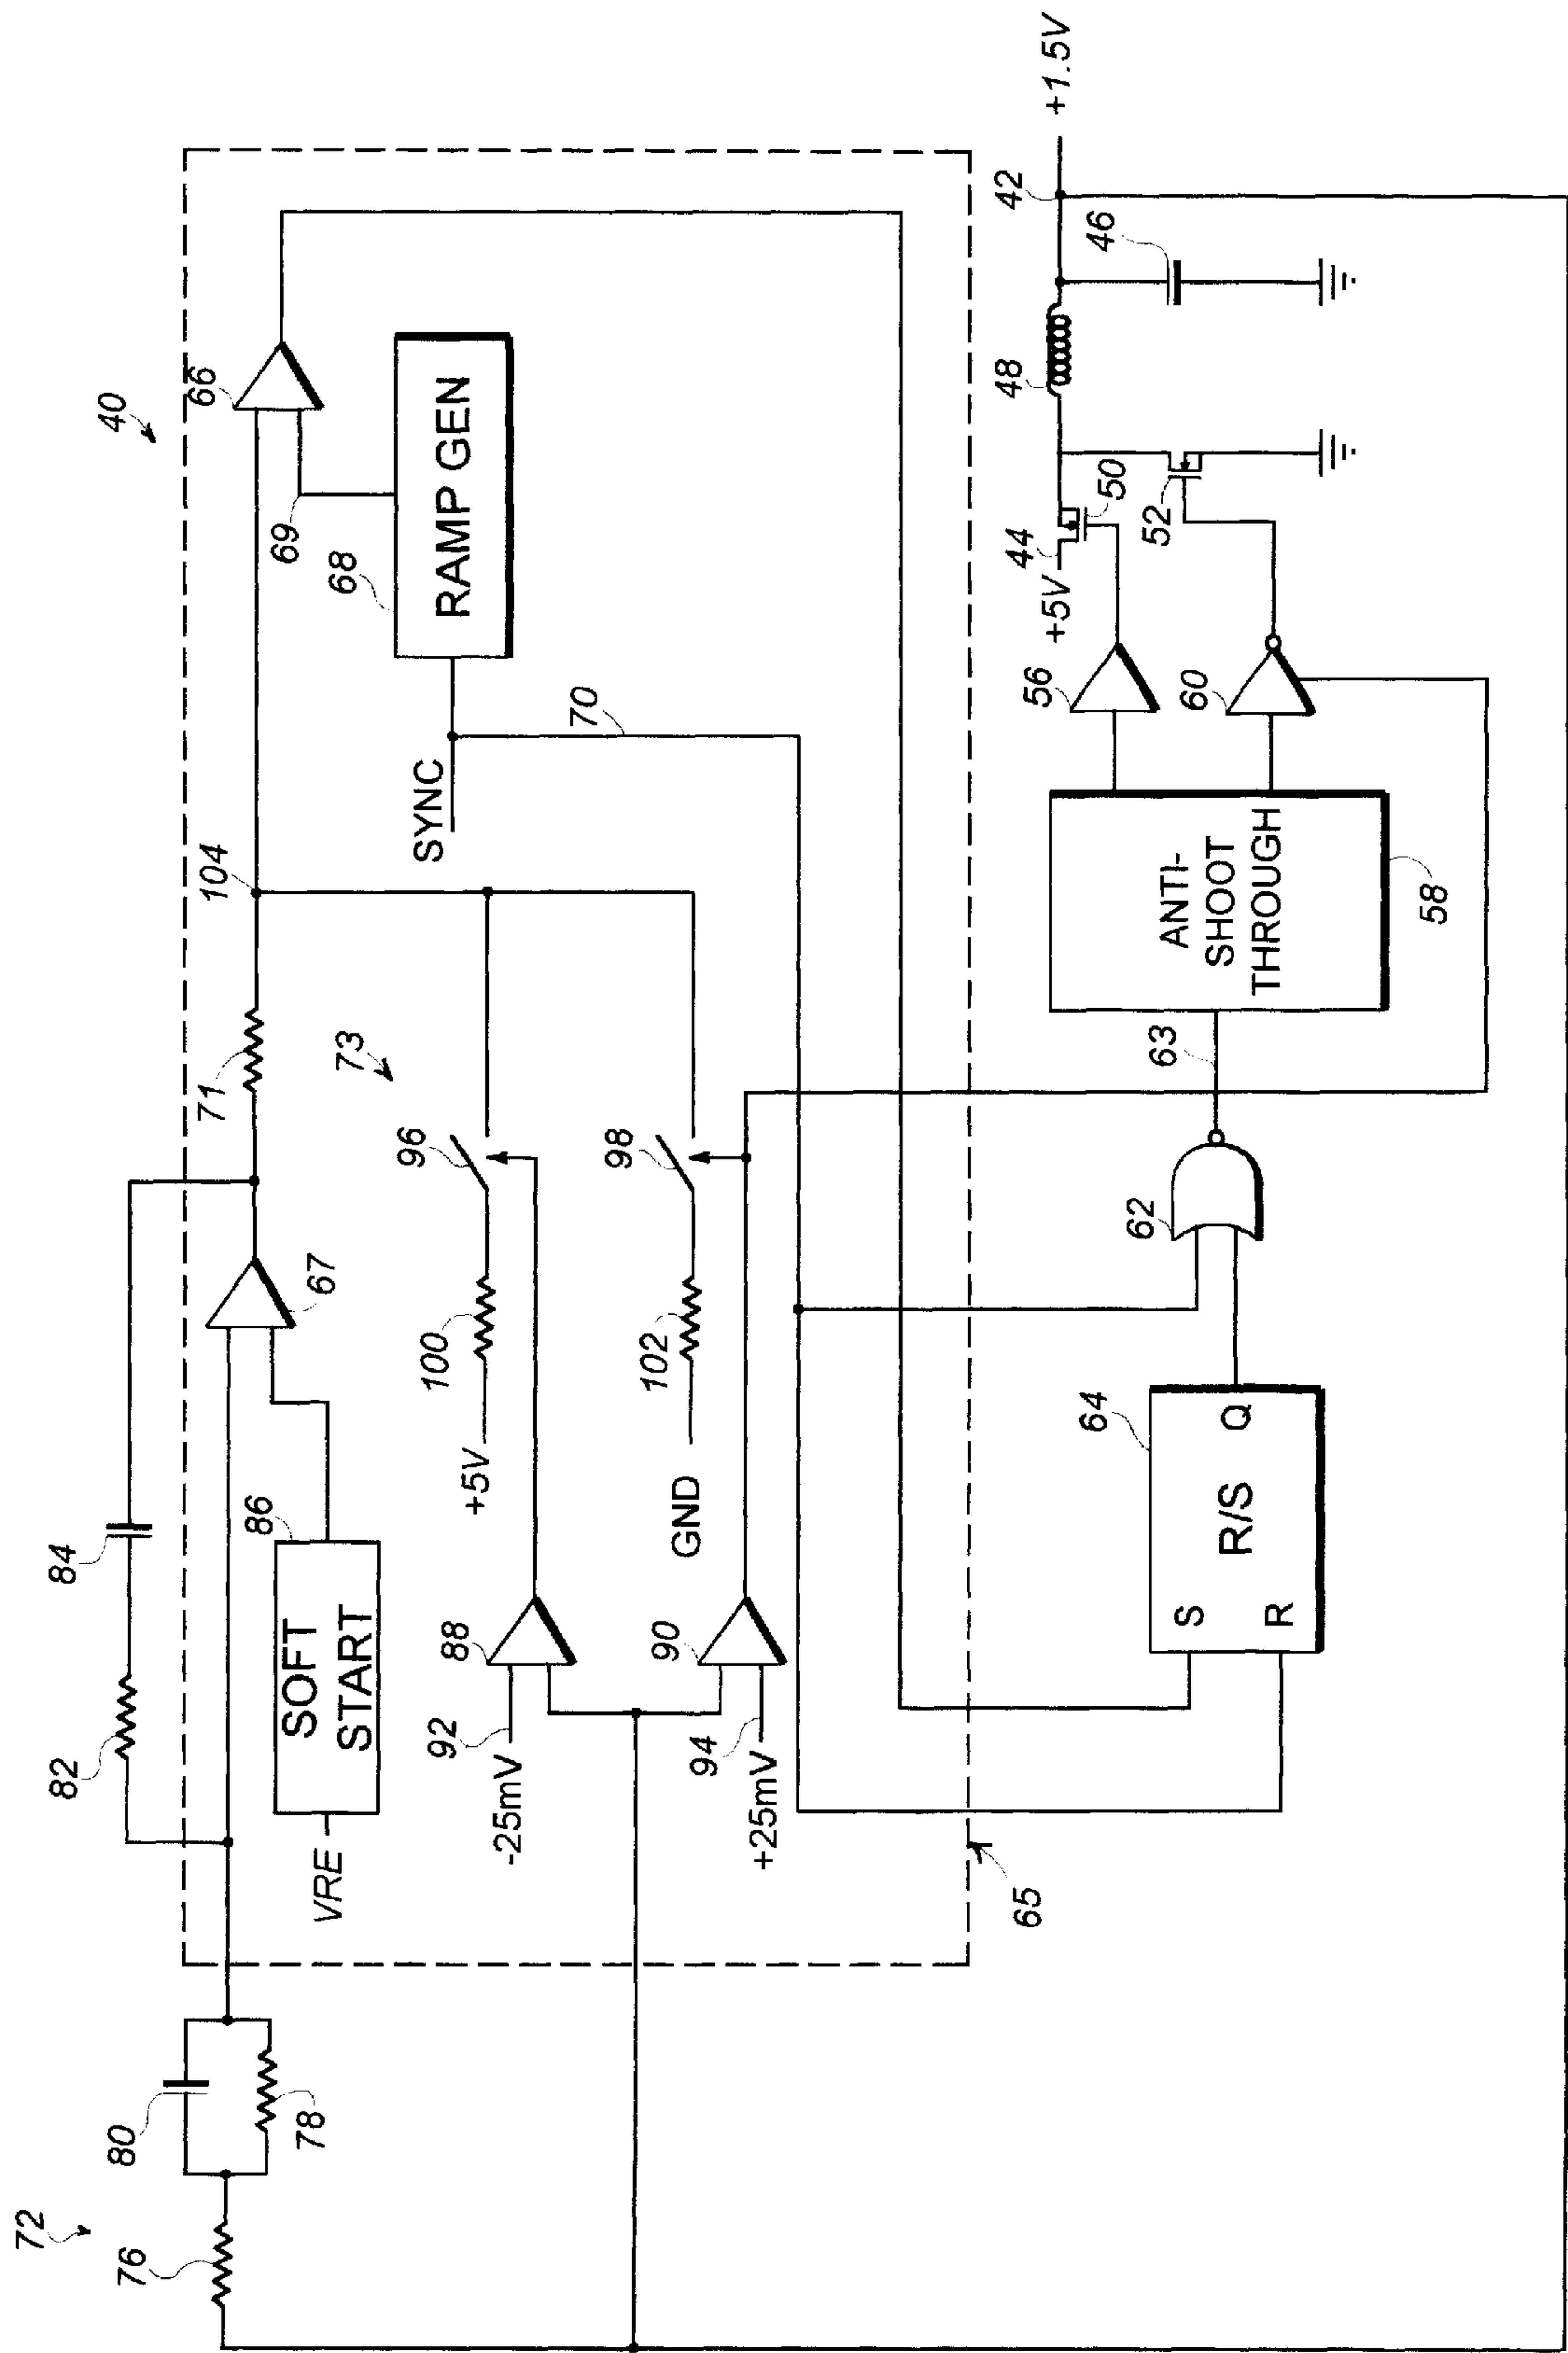 40
72
76
80
78
82
84
VRE
SOFT
START
86
67
71
104
66
69
68
RAMP GEN
SYNC
70
73
96
98
+5V
100
GND
102
88
90
92
-25mV
94
+25mV
65
64
S
R
R/S
Q
62
63
ANTI-
SHOOT
THROUGH
58
56
60
+5V
44
50
52
48
46
42
+1.5V